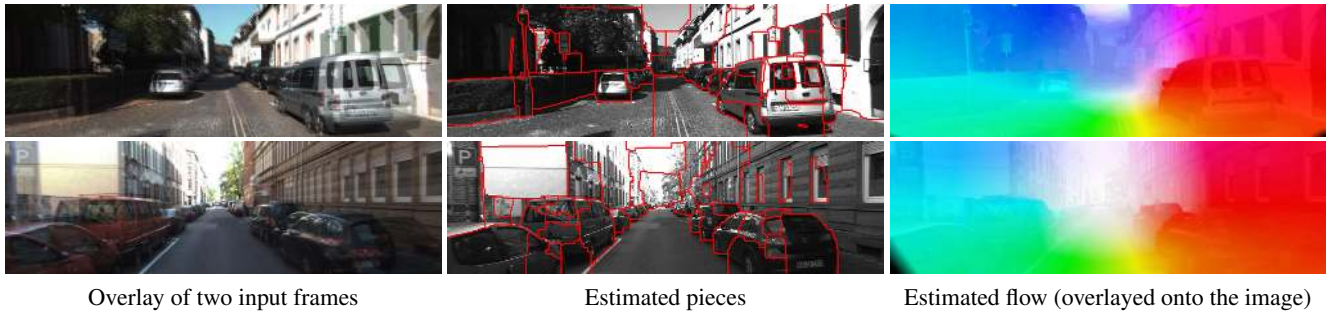 P
Overlay of two input frames
Estimated pieces
Estimated flow (overlayed onto the image)